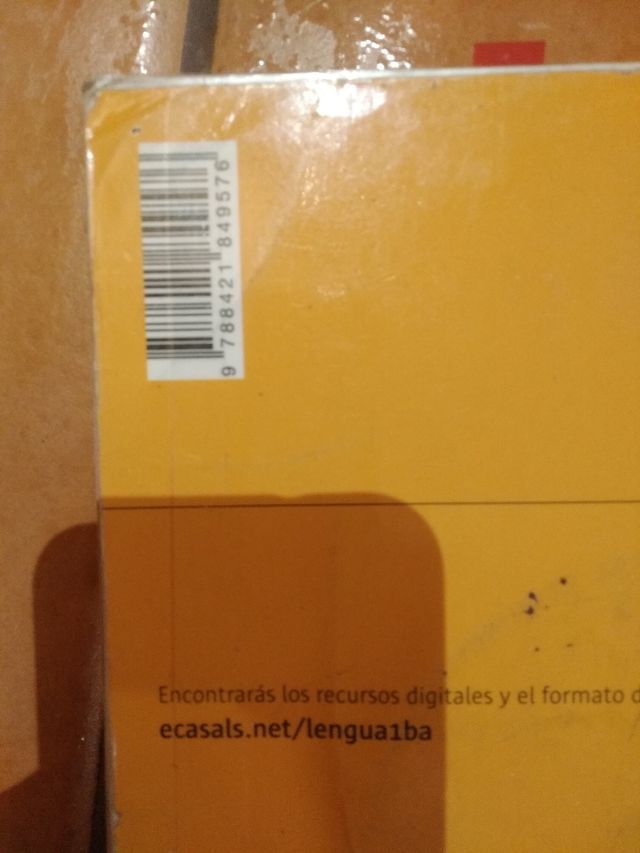 9 788421 849576
Encontrarás los recursos digitales y el formato d
ecasals.net/lengua1ba